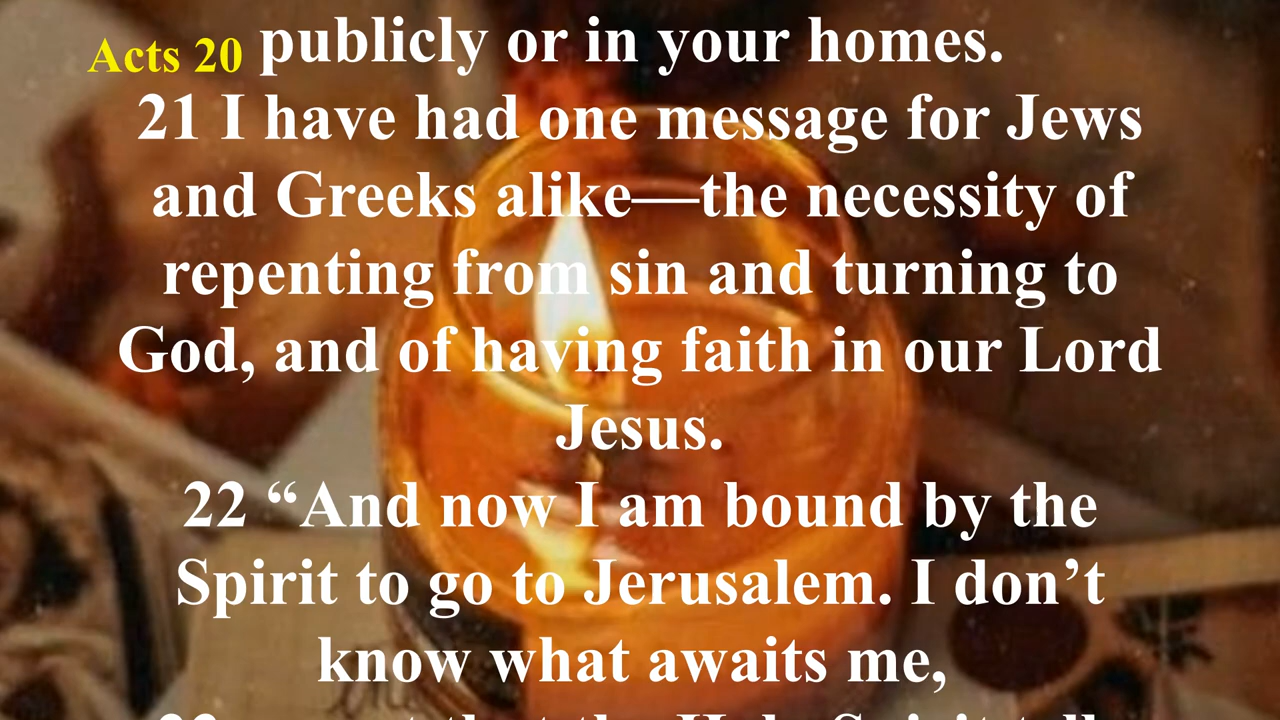 Acts 20 publicly or in your homes.
21 I have had one message for Jews
and Greeks alike—the necessity of
repenting from sin and turning to
God, and of having faith in our Lord
Jesus.
22 “And now I am bound by the
Spirit to go to Jerusalem. I don’t
know what awaits me,